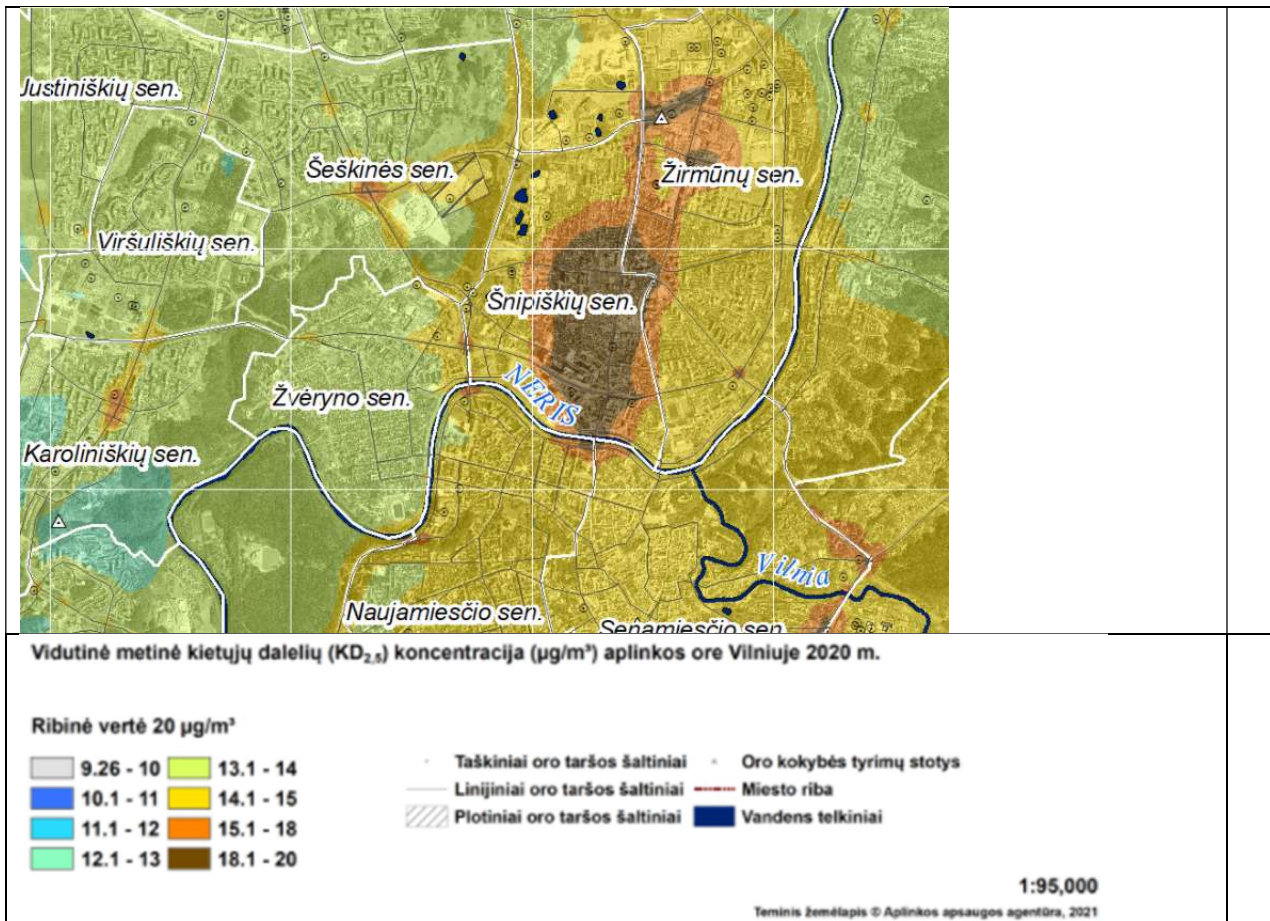 Justiniškių sen.
Šeškinės sen.
Žirmūnų sen.
Viršuliškių sen.
Šnipiškių sen.
NERIS
Žvėryno sen.
Karoliniškių sen.
Vilnia
Naujamiesčio sen.
Senamiesčio sen.
Vidutinė metinė kietųjų dalelių (KD2,5) koncentracija (µg/m³) aplinkos ore Vilniuje 2020 m.
Ribinė vertė 20 µg/m³
9.26 - 10
13.1 - 14
10.1 - 11
14.1 - 15
11.1 - 12
15.1 - 18
12.1 - 13
18.1 - 20
Taškiniai oro taršos šaltiniai
Oro kokybės tyrimų stotys
Linijiniai oro taršos šaltiniai
Miesto riba
Plotiniai oro taršos šaltiniai
Vandens telkiniai
1:95,000
Teminis žemėlapis © Aplinkos apsaugos agentūra, 2021